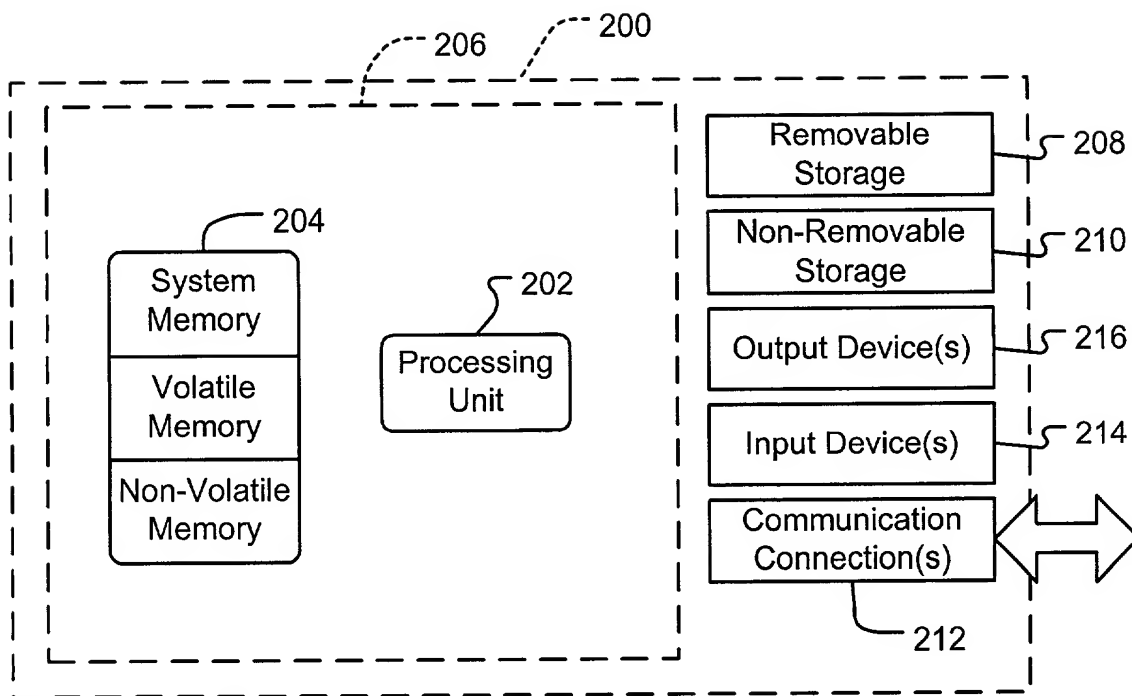 200
206
Removable
Storage
208
204
Non-Removable
Storage
210
System
Memory
202
Output Device(s)
216
Processing
Unit
Volatile
Memory
Input Device(s)
214
Non-Volatile
Memory
Communication
Connection(s)
212